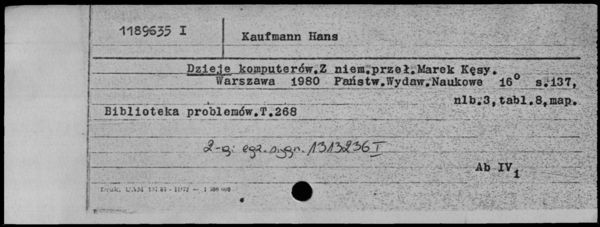 1189635 I
Kaufmann Hans
Dzieje komputerów.Z niem.przeł.Marek Kęsy.
Warszawa 1980 Państw.Wydaw.Naukowe 16° s.137,
nlb.3,tabl.8,map.
Biblioteka problemów.T.268
2-gi egz. sygn. 1313236 I
Ab IV1